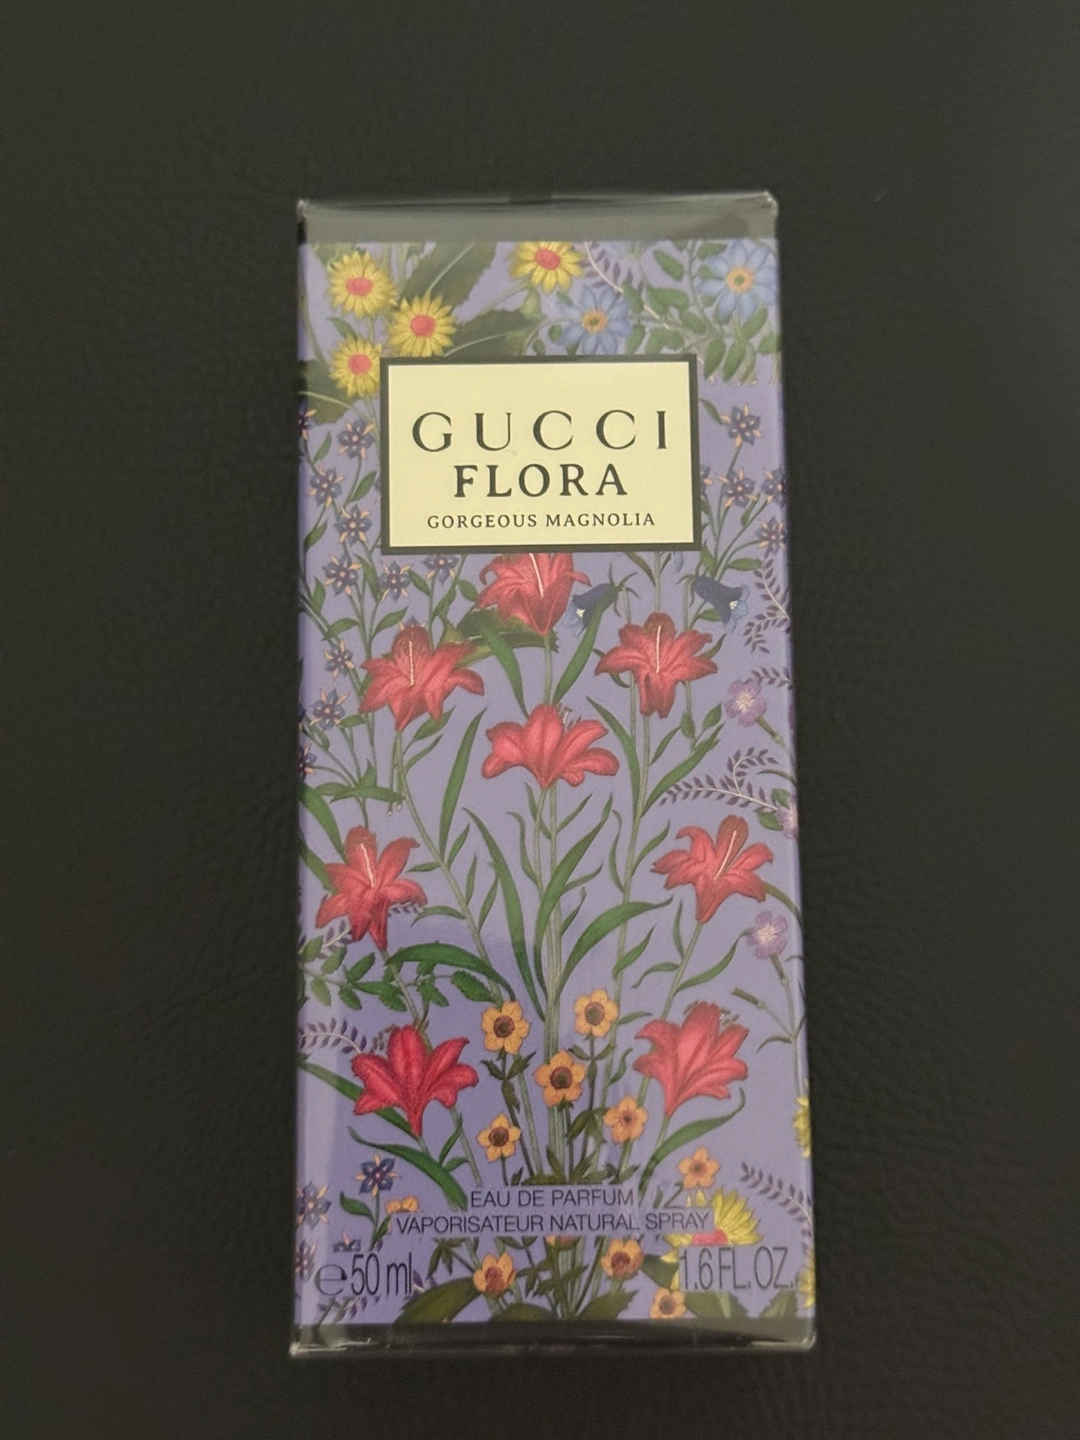 GUCCI
FLORA
GORGEOUS MAGNOLIA
EAU DE PARFUM
VAPORISATEUR NATURAL SPRAY
℮50 ml 1.6 FL. OZ.